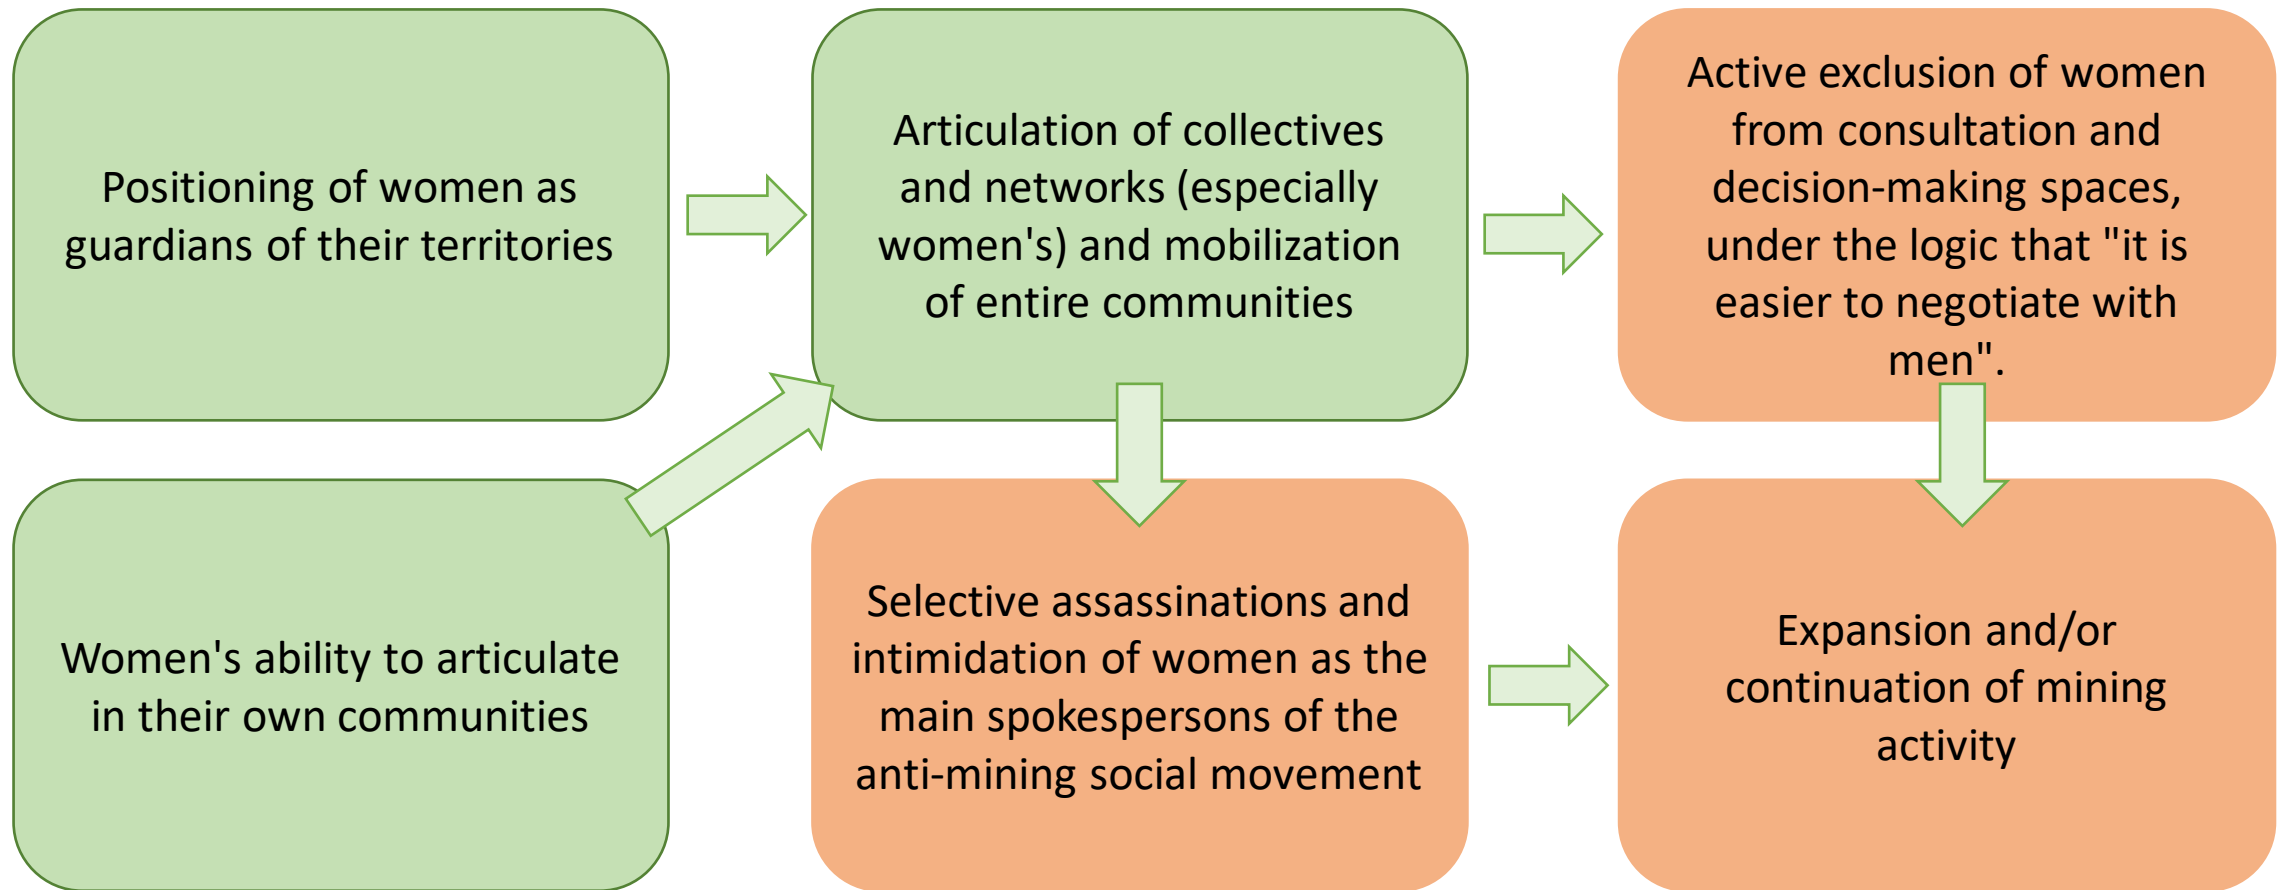 Positioning of women as
guardians of their territories
Articulation of collectives
and networks (especially
women's) and mobilization
of entire communities
Active exclusion of women
from consultation and
decision-making spaces,
under the logic that "it is
easier to negotiate with
men".
Women's ability to articulate
in their own communities
Selective assassinations and
intimidation of women as the
main spokespersons of the
anti-mining social movement
Expansion and/or
continuation of mining
activity